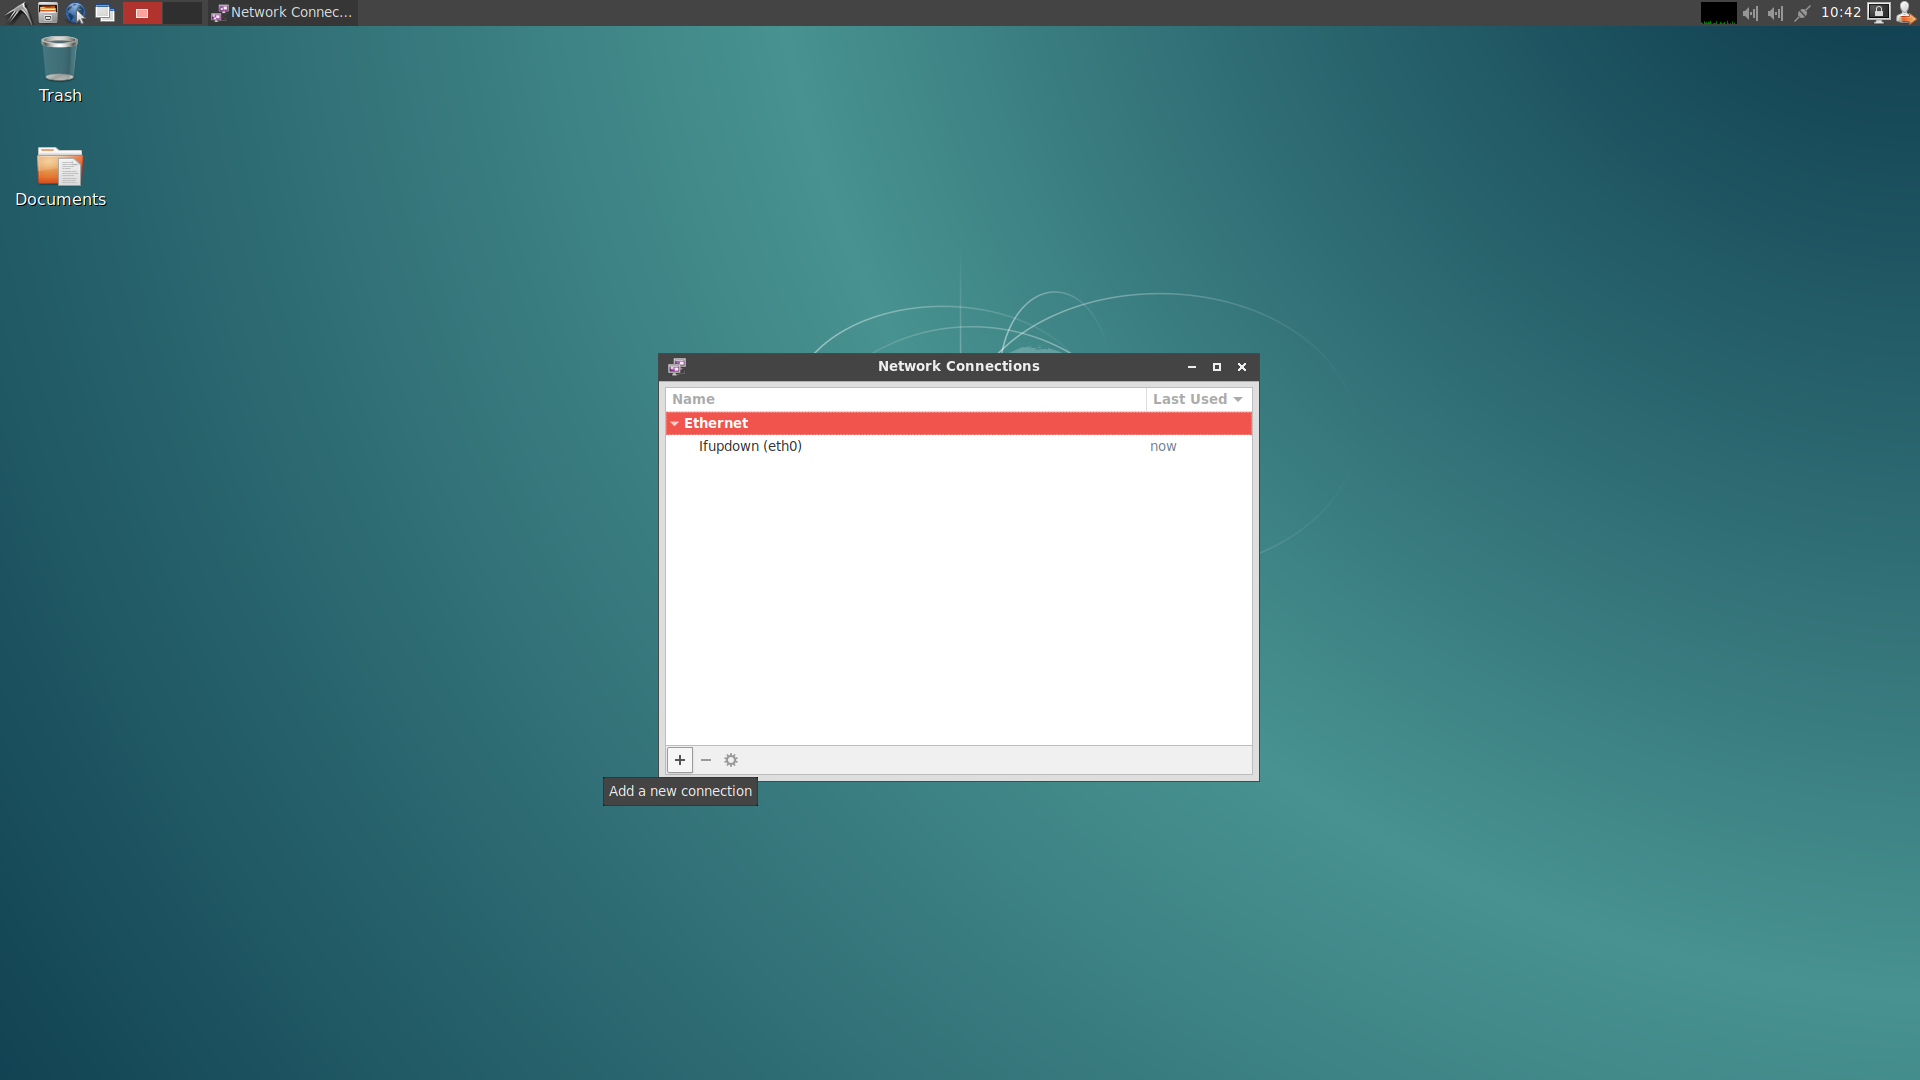 Network Connec...
10:42
Trash
Documents
Network Connections
Name Last Used
Ethernet
Ifupdown (eth0) now
Add a new connection